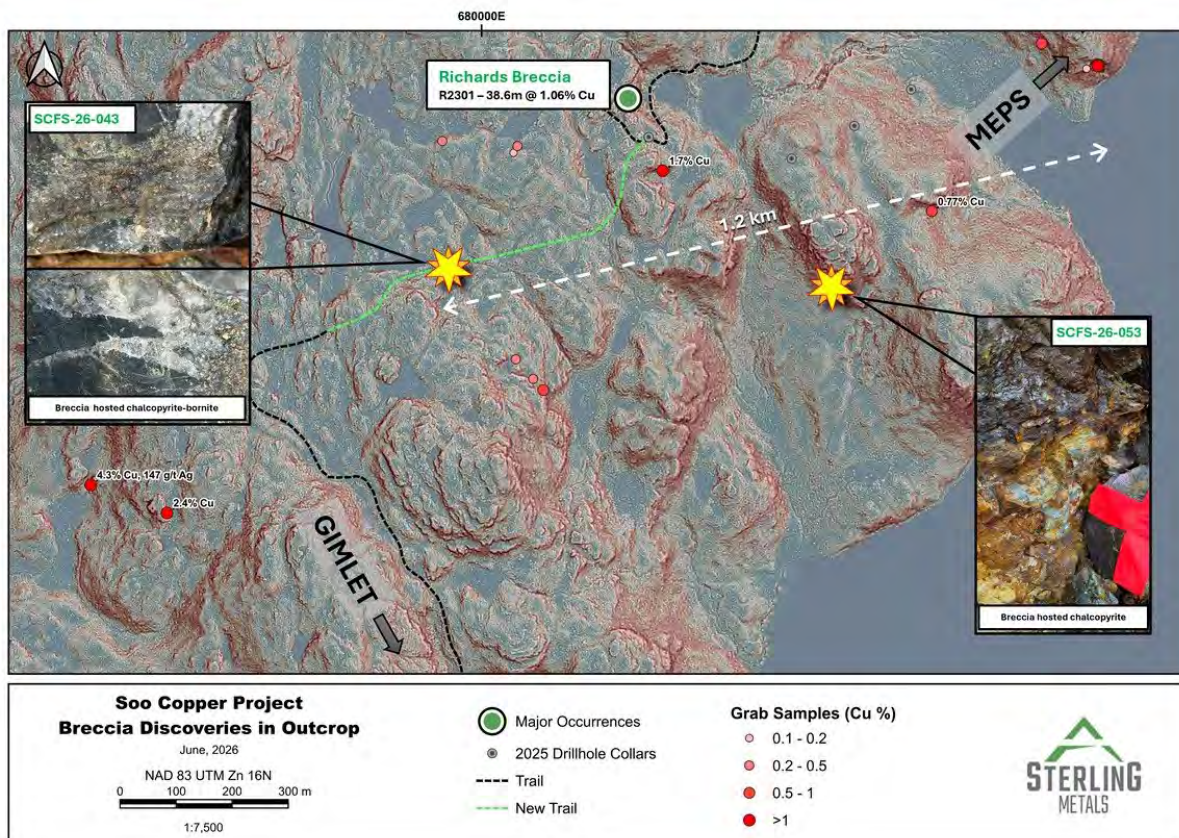 680000E
Richards Breccia
R2301 – 38.6m @ 1.06% Cu
MEPS
SCFS-26-043
1.7% Cu
0.77% Cu
1.2 km
SCFS-26-053
Breccia hosted chalcopyrite-bornite
4.3% Cu, 147 g/t Ag
2.4% Cu
GIMLET
Breccia hosted chalcopyrite
Soo Copper Project
Breccia Discoveries in Outcrop
June, 2026
NAD 83 UTM Zn 16N
0 100 200 300 m
1:7,500
Major Occurrences
2025 Drillhole Collars
Trail
New Trail
Grab Samples (Cu %)
0.1 - 0.2
0.2 - 0.5
0.5 - 1
>1
STERLING
METALS